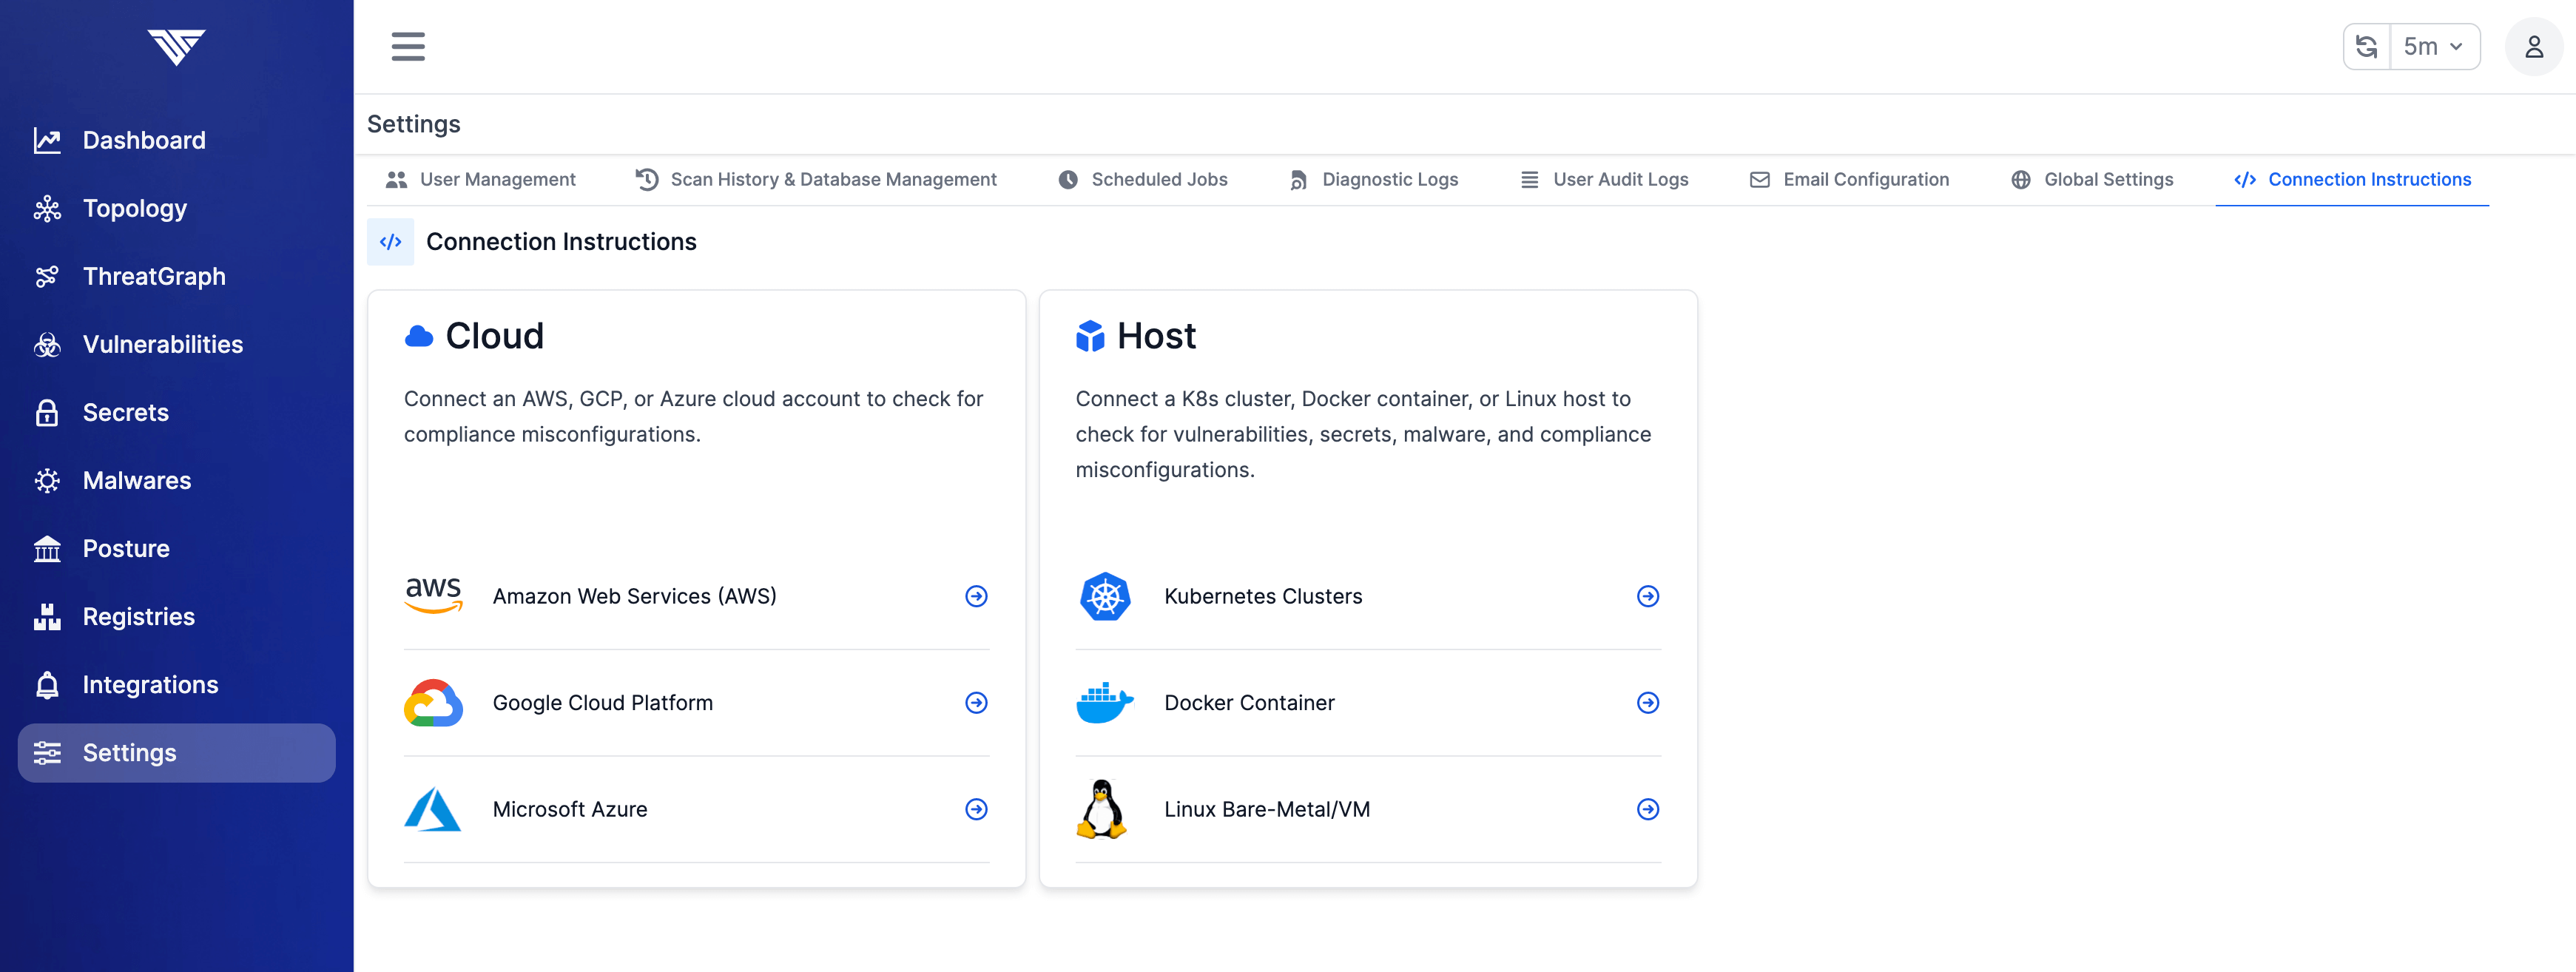 5m
Dashboard
Topology
ThreatGraph
Vulnerabilities
Secrets
Malwares
Posture
Registries
Integrations
Settings
Settings
User Management
Scan History & Database Management
Scheduled Jobs
Diagnostic Logs
User Audit Logs
Email Configuration
Global Settings
Connection Instructions
Connection Instructions
Cloud
Connect an AWS, GCP, or Azure cloud account to check for
compliance misconfigurations.
aws
Amazon Web Services (AWS)
Google Cloud Platform
Microsoft Azure
Host
Connect a K8s cluster, Docker container, or Linux host to
check for vulnerabilities, secrets, malware, and compliance
misconfigurations.
Kubernetes Clusters
Docker Container
Linux Bare-Metal/VM